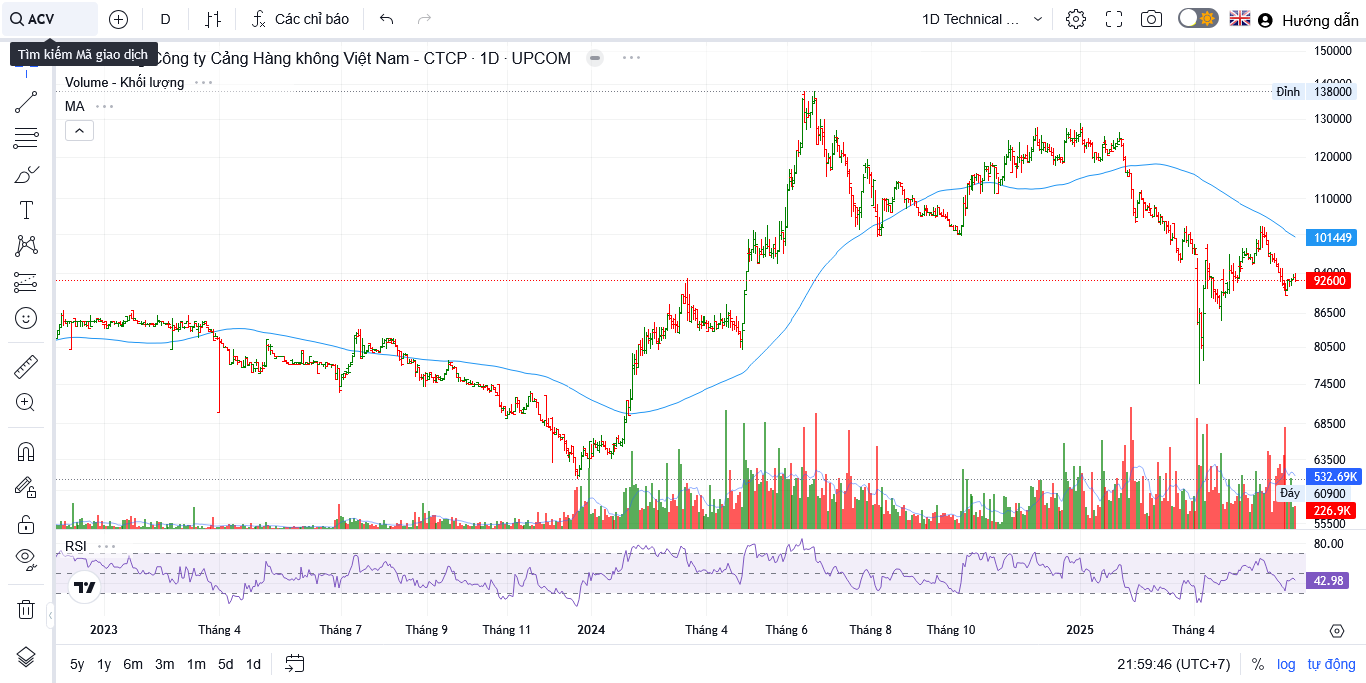 ACV
D
Các chỉ báo
1D Technical ...
Hướng dẫn
Tìm kiếm Mã giao dịch
Công ty Cảng Hàng không Việt Nam - CTCP · 1D · UPCOM
Volume - Khối lượng
MA
150000
140000
Đỉnh 138000
130000
120000
110000
101449
94000
92600
86500
80500
74500
68500
63500
532.69K
Đáy 60900
226.9K
55500
RSI
80.00
42.98
2023 Tháng 4 Tháng 7 Tháng 9 Tháng 11 2024 Tháng 4 Tháng 6 Tháng 8 Tháng 10 2025 Tháng 4
5y 1y 6m 3m 1m 5d 1d
21:59:46 (UTC+7) % log tự động